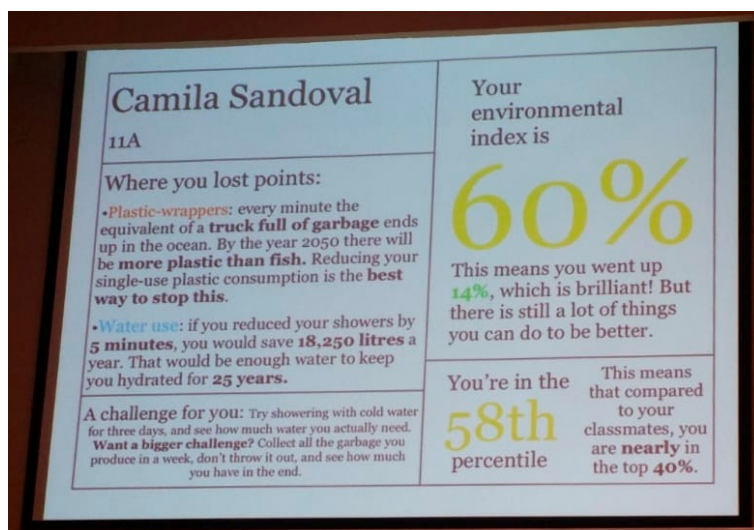 Camila Sandoval
11A
Where you lost points:
•Plastic-wrappers: every minute the
equivalent of a truck full of garbage ends
up in the ocean. By the year 2050 there will
be more plastic than fish. Reducing your
single-use plastic consumption is the best
way to stop this.
•Water use: if you reduced your showers by
5 minutes, you would save 18,250 litres a
year. That would be enough water to keep
you hydrated for 25 years.
A challenge for you: Try showering with cold water
for three days, and see how much water you actually need.
Want a bigger challenge? Collect all the garbage you
produce in a week, don't throw it out, and see how much
you have in the end.
Your
environmental
index is
60%
This means you went up
14%, which is brilliant! But
there is still a lot of things
you can do to be better.
You're in the
58th
percentile
This means
that compared
to your
classmates, you
are nearly in
the top 40%.